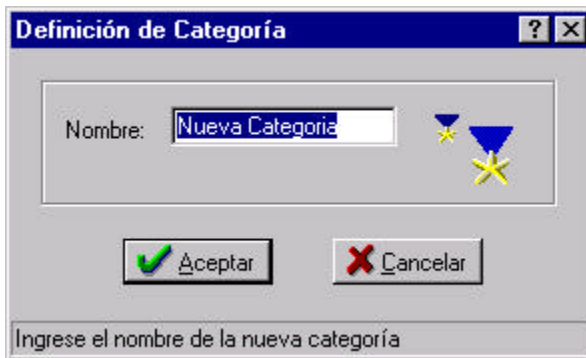 Definición de Categoría
Nombre: Nueva Categoria
Aceptar Cancelar
Ingrese el nombre de la nueva categoría